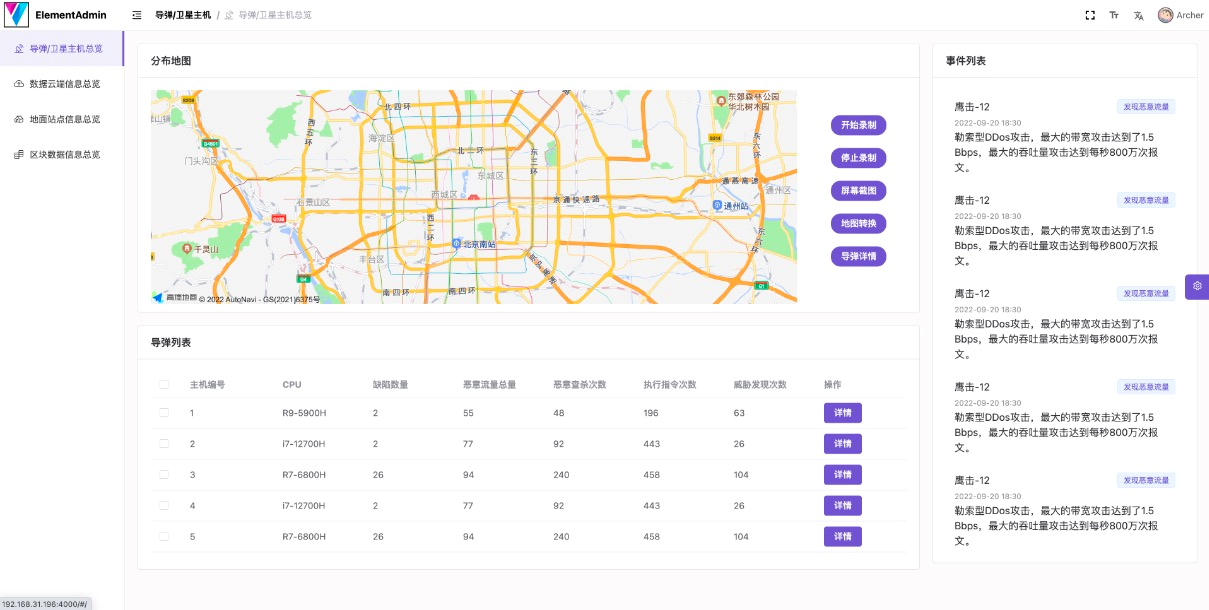 ElementAdmin
导弹/卫星主机 / 导弹/卫星主机总览
Archer
导弹/卫星主机总览
数据云端信息总览
地面站点信息总览
区块数据信息总览
分布地图
北四环
东郊森林公园
华北树木园
西五环
海淀区
北三环
东三环
东六环
门头沟区
东城区
通燕高速
西城区
通州区
石景山区
京通快速路
通州站
西二环
千灵山
北京南站
丰台区
东六环
南四环
南四环
高德地图 © 2022 AutoNavi - GS(2021)6375号
开始录制
停止录制
屏幕截图
地图转换
导弹详情
导弹列表
主机编号 CPU 缺陷数量 恶意流量总量 恶意查杀次数 执行指令次数 威胁发现次数 操作
1 R9-5900H 2 55 48 196 63 详情
2 i7-12700H 2 77 92 443 26 详情
3 R7-6800H 26 94 240 458 104 详情
4 i7-12700H 2 77 92 443 26 详情
5 R7-6800H 26 94 240 458 104 详情
事件列表
鹰击-12 发现恶意流量
2022-09-20 18:30
勒索型DDos攻击，最大的带宽攻击达到了1.5
Bbps，最大的吞吐量攻击达到每秒800万次报
文。
鹰击-12 发现恶意流量
2022-09-20 18:30
勒索型DDos攻击，最大的带宽攻击达到了1.5
Bbps，最大的吞吐量攻击达到每秒800万次报
文。
鹰击-12 发现恶意流量
2022-09-20 18:30
勒索型DDos攻击，最大的带宽攻击达到了1.5
Bbps，最大的吞吐量攻击达到每秒800万次报
文。
鹰击-12 发现恶意流量
2022-09-20 18:30
勒索型DDos攻击，最大的带宽攻击达到了1.5
Bbps，最大的吞吐量攻击达到每秒800万次报
文。
鹰击-12 发现恶意流量
2022-09-20 18:30
勒索型DDos攻击，最大的带宽攻击达到了1.5
Bbps，最大的吞吐量攻击达到每秒800万次报
文。
192.168.31.196:4000/#/